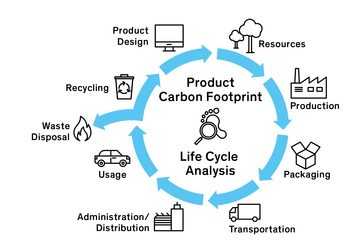 Product
Design
Resources
Production
Packaging
Transportation
Administration/
Distribution
Usage
Waste
Disposal
Recycling
Product
Carbon Footprint
Life Cycle
Analysis